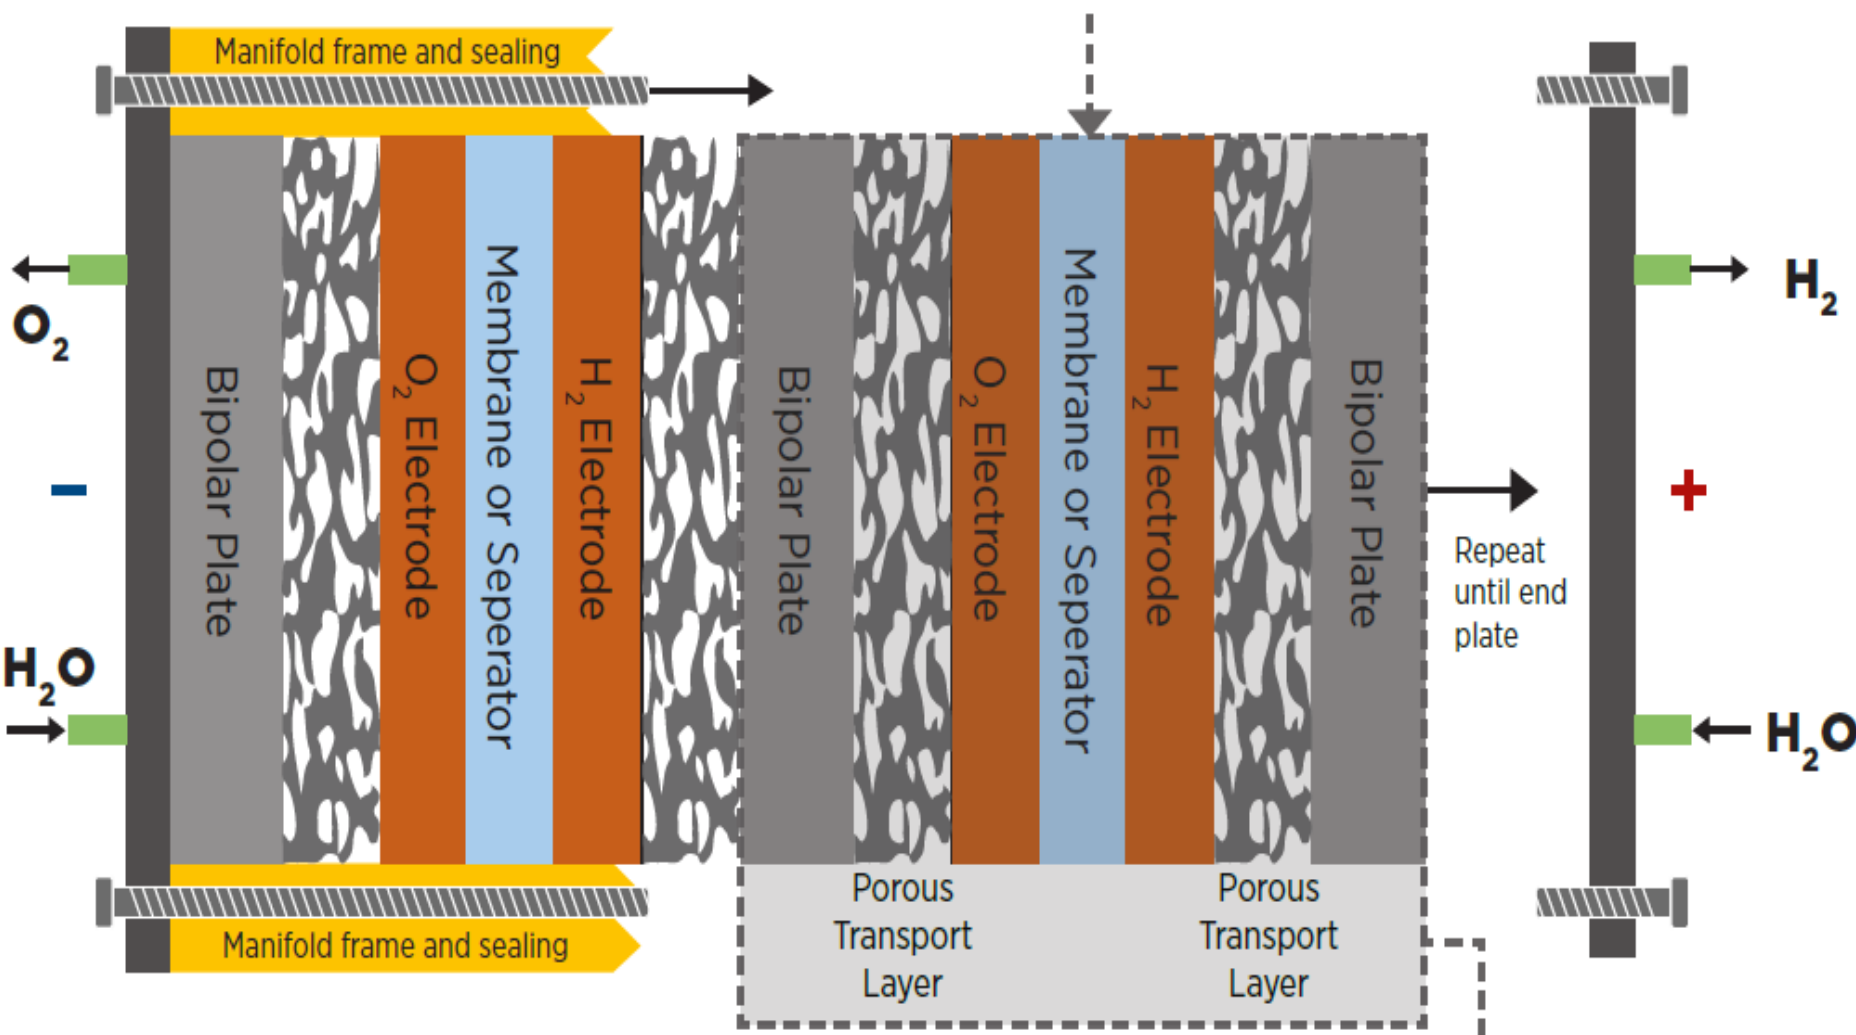 Manifold frame and sealing
O2
H2O
−
Bipolar Plate
O2 Electrode
Membrane or Seperator
H2 Electrode
Bipolar Plate
O2 Electrode
Membrane or Seperator
H2 Electrode
Bipolar Plate
Repeat
until end
plate
+
H2
H2O
Porous
Transport
Layer
Porous
Transport
Layer
Manifold frame and sealing